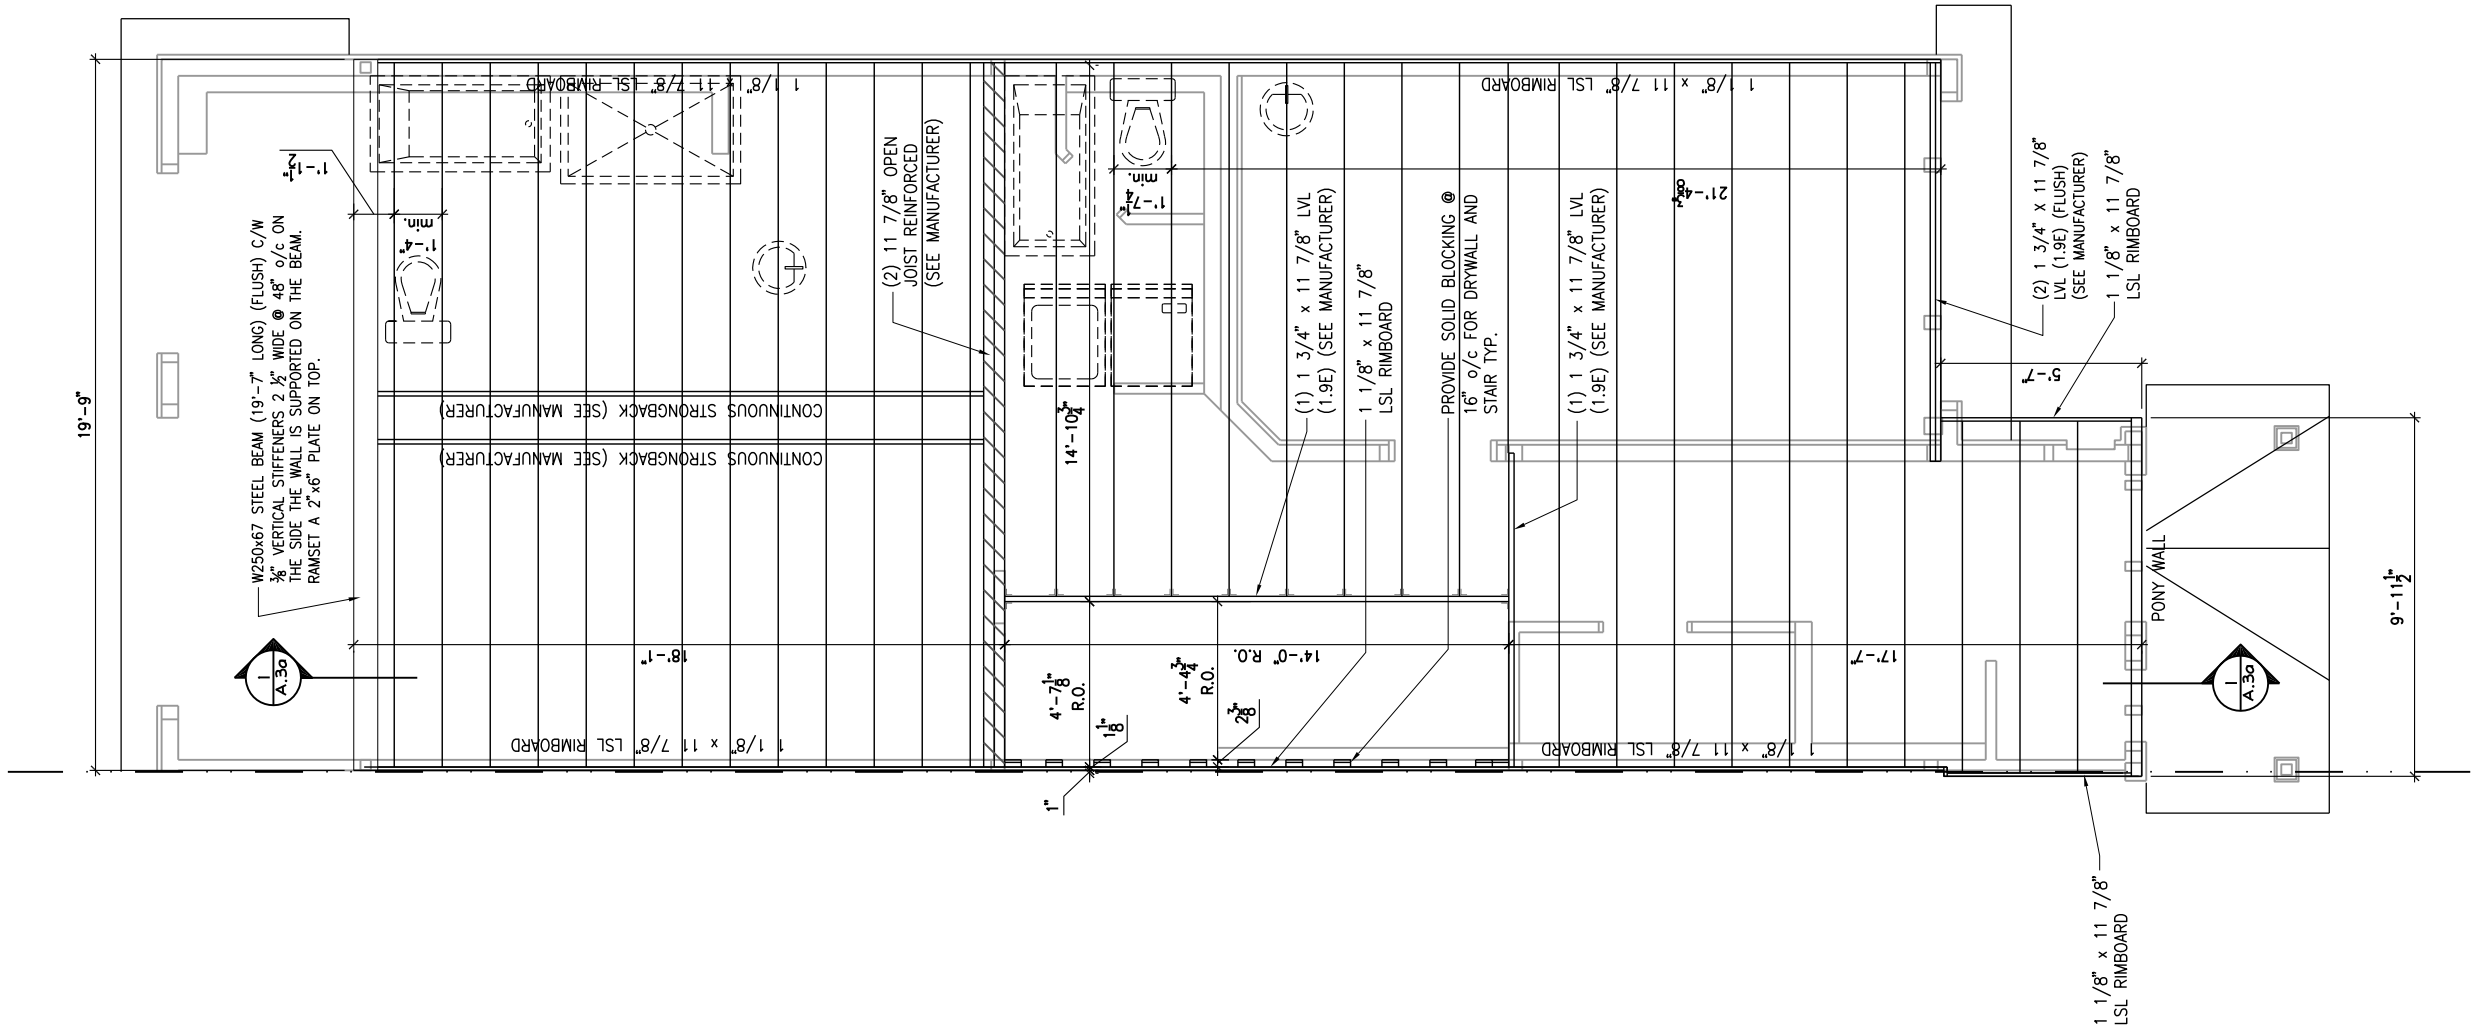 19'-9"
W250x67 STEEL BEAM (19'-7" LONG) (FLUSH) C/W
⅜" VERTICAL STIFFENERS 2 ½" WIDE @ 48" o/c ON
THE SIDE THE WALL IS SUPPORTED ON THE BEAM.
RAMSET A 2"x6" PLATE ON TOP.
1'-1½"
1'-4"
min.
1 1/8" x 11 7/8" LSL RIMBOARD
CONTINUOUS STRONGBACK (SEE MANUFACTURER)
CONTINUOUS STRONGBACK (SEE MANUFACTURER)
1
A.3a
18'-1"
1 1/8" x 11 7/8" LSL RIMBOARD
(2) 11 7/8" OPEN
JOIST REINFORCED
(SEE MANUFACTURER)
14'-10¾"
1'-7¼"
min.
4'-7⅛"
R.O.
4'-4¾"
R.O.
1⅛"
2⅜"
1"
14'-0" R.O.
(1) 1 3/4" x 11 7/8" LVL
(1.9E) (SEE MANUFACTURER)
1 1/8" x 11 7/8"
LSL RIMBOARD
PROVIDE SOLID BLOCKING @
16" o/c FOR DRYWALL AND
STAIR TYP.
(1) 1 3/4" x 11 7/8" LVL
(1.9E) (SEE MANUFACTURER)
1 1/8" x 11 7/8" LSL RIMBOARD
21'-4⅜"
1 1/8" x 11 7/8" LSL RIMBOARD
17'-7"
(2) 1 3/4" X 11 7/8"
LVL (1.9E) (FLUSH)
(SEE MANUFACTURER)
1 1/8" x 11 7/8"
LSL RIMBOARD
5'-7"
PONY WALL
1
A.3a
9'-11½"
1 1/8" x 11 7/8"
LSL RIMBOARD